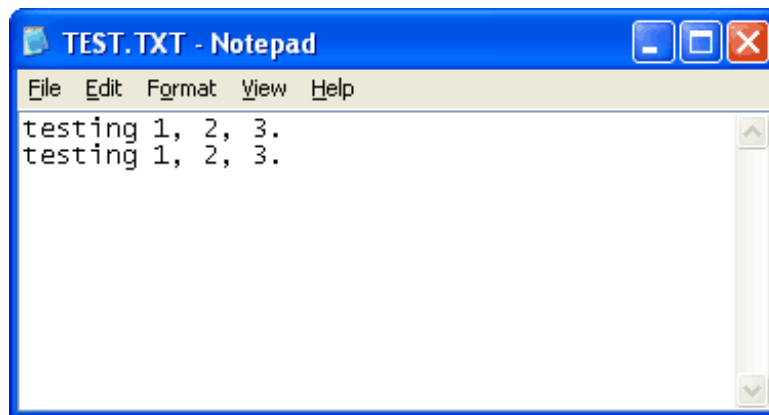 TEST.TXT - Notepad
File Edit Format View Help
testing 1, 2, 3.
testing 1, 2, 3.